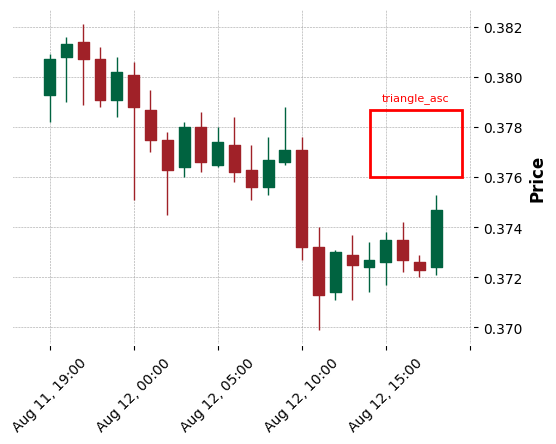 triangle_asc
0.382
0.380
0.378
0.376
0.374
0.372
0.370
Price
Aug 11, 19:00
Aug 12, 00:00
Aug 12, 05:00
Aug 12, 10:00
Aug 12, 15:00